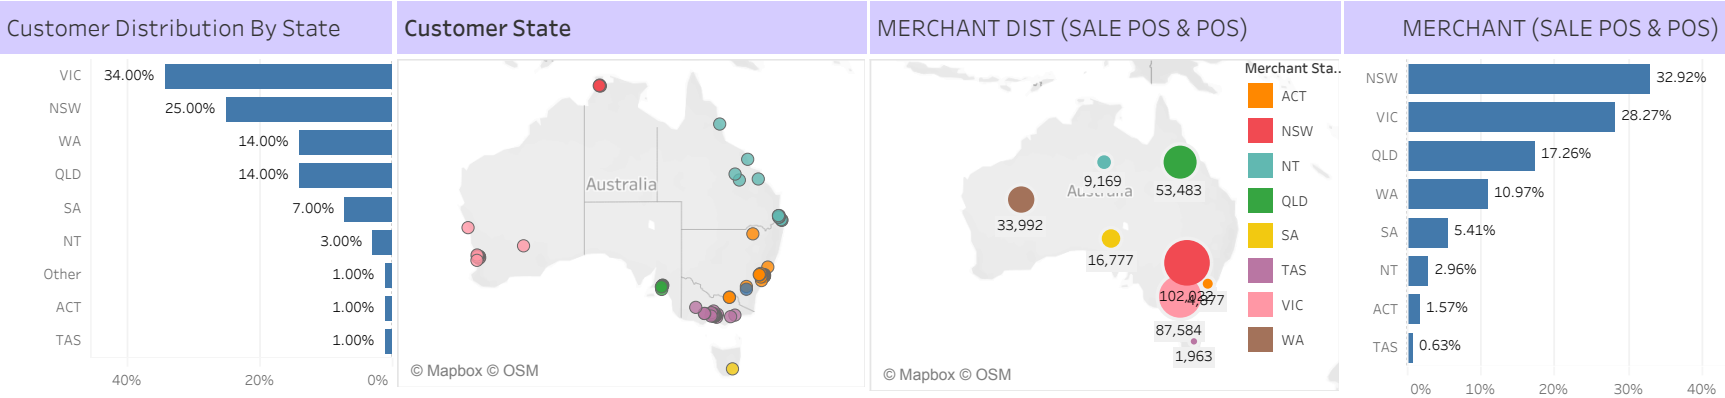 Customer Distribution By State
VIC 34.00%
NSW 25.00%
WA 14.00%
QLD 14.00%
SA 7.00%
NT 3.00%
Other 1.00%
ACT 1.00%
TAS 1.00%
40% 20% 0%
Customer State
Australia
© Mapbox © OSM
MERCHANT DIST (SALE POS & POS)
Australia
9,169
53,483
33,992
16,777
102,022
4,877
87,584
1,963
© Mapbox © OSM
Merchant Sta..
ACT
NSW
NT
QLD
SA
TAS
VIC
WA
MERCHANT (SALE POS & POS)
NSW 32.92%
VIC 28.27%
QLD 17.26%
WA 10.97%
SA 5.41%
NT 2.96%
ACT 1.57%
TAS 0.63%
0% 10% 20% 30% 40%